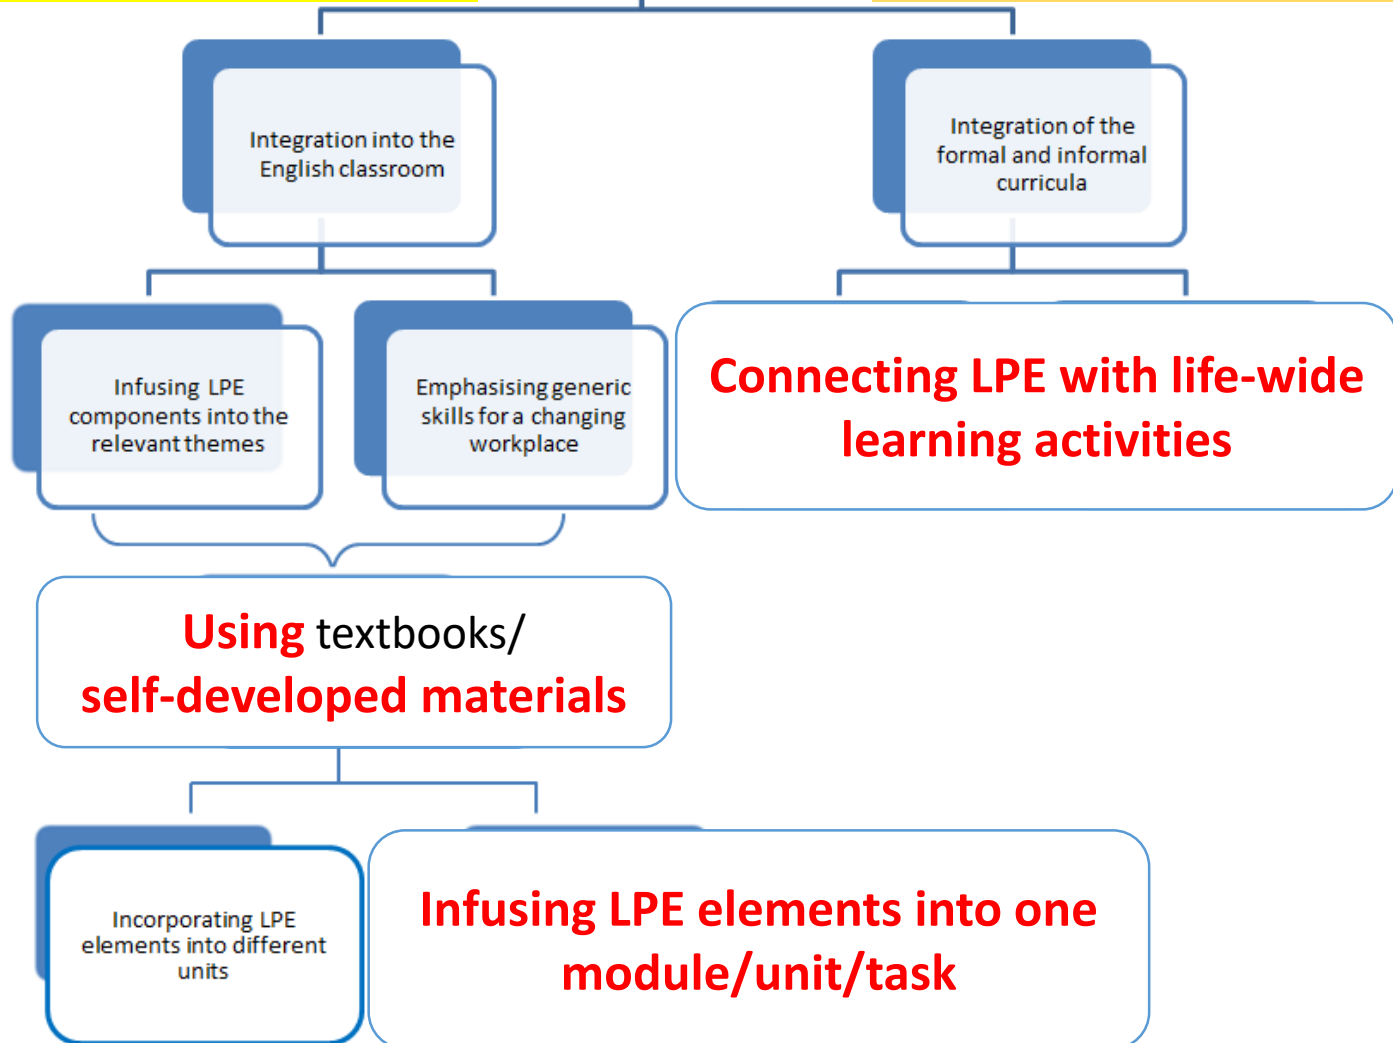 Integration into the
English classroom
Integration of the
formal and informal
curricula
Infusing LPE
components into the
relevant themes
Emphasising generic
skills for a changing
workplace
Connecting LPE with life-wide
learning activities
Using textbooks/
self-developed materials
Incorporating LPE
elements into different
units
Infusing LPE elements into one
module/unit/task